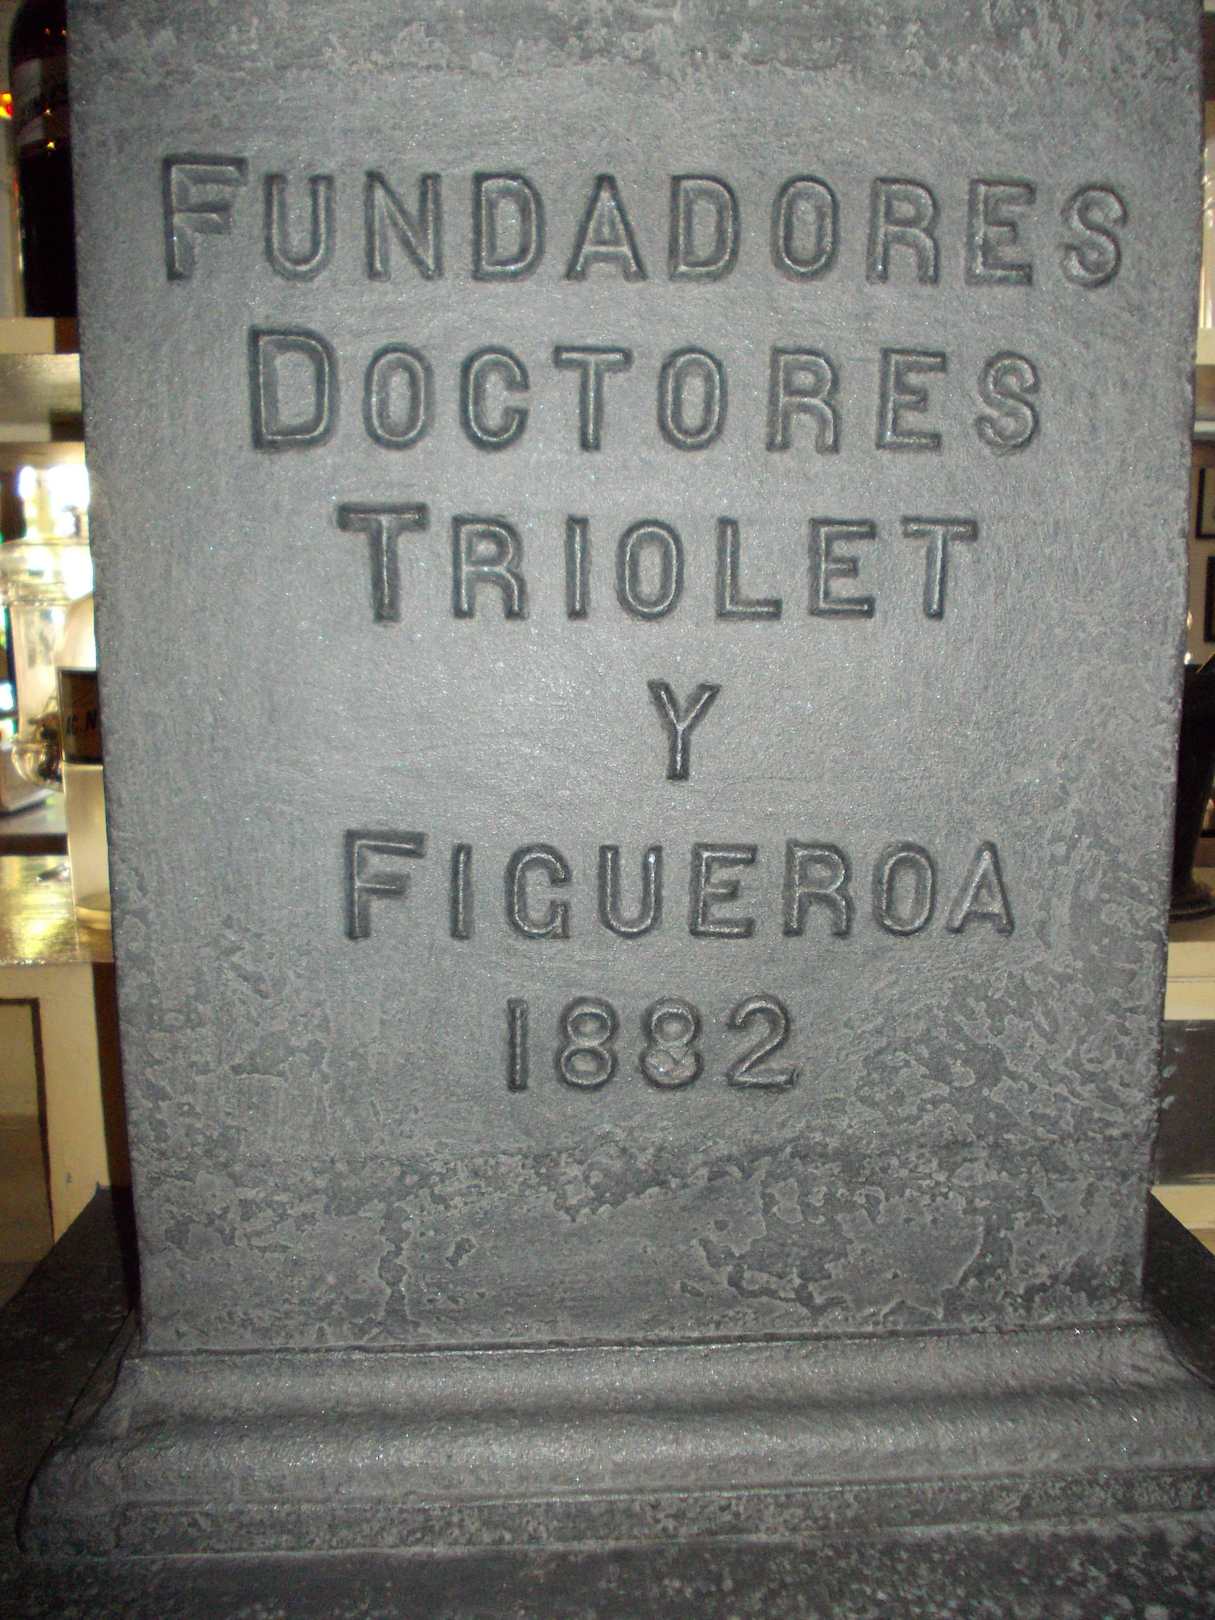 FUNDADORES
DOCTORES
TRIOLET
Y
FIGUEROA
1882